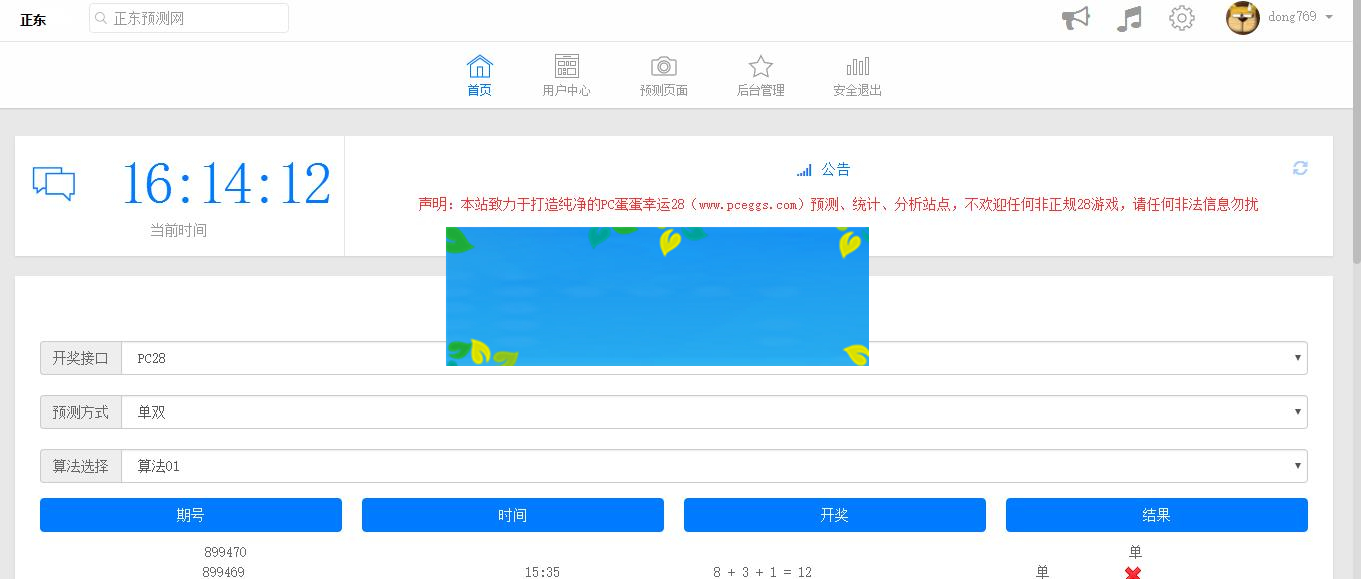 正东
正东预测网
dong769
首页
用户中心
预测页面
后台管理
安全退出
16:14:12
当前时间
公告
声明：本站致力于打造纯净的PC蛋蛋幸运28（www.pceggs.com）预测、统计、分析站点，不欢迎任何非正规28游戏，请任何非法信息勿扰
开奖接口 PC28
预测方式 单双
算法选择 算法01
期号 时间 开奖 结果
899470 单
899469 15:35 8 + 3 + 1 = 12 单